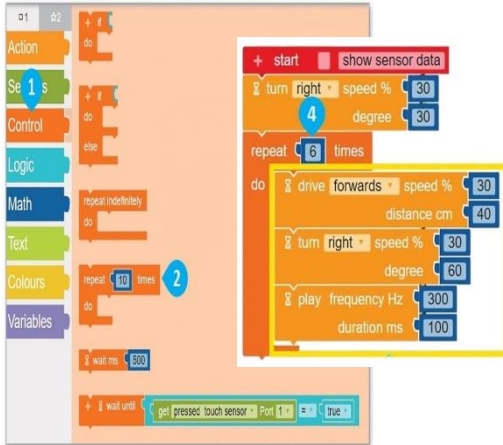 1 2
Action
Se s
1
Control
Logic
Math
Text
Colours
Variables
+ if
do
+ if
do
else
repeat indefinitely
do
repeat 10 times
2
do
wait ms 500
+ wait until get pressed touch sensor Port 1 = true
+ start show sensor data
turn right speed % 30
4
degree 30
repeat 6 times
do drive forwards speed % 30
distance cm 40
turn right speed % 30
degree 60
play frequency Hz 300
duration ms 100